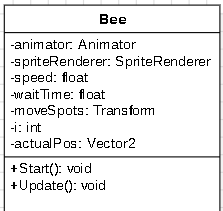 Bee
-animator: Animator
-spriteRenderer: SpriteRenderer
-speed: float
-waitTime: float
-moveSpots: Transform
-i: int
-actualPos: Vector2
+Start(): void
+Update(): void